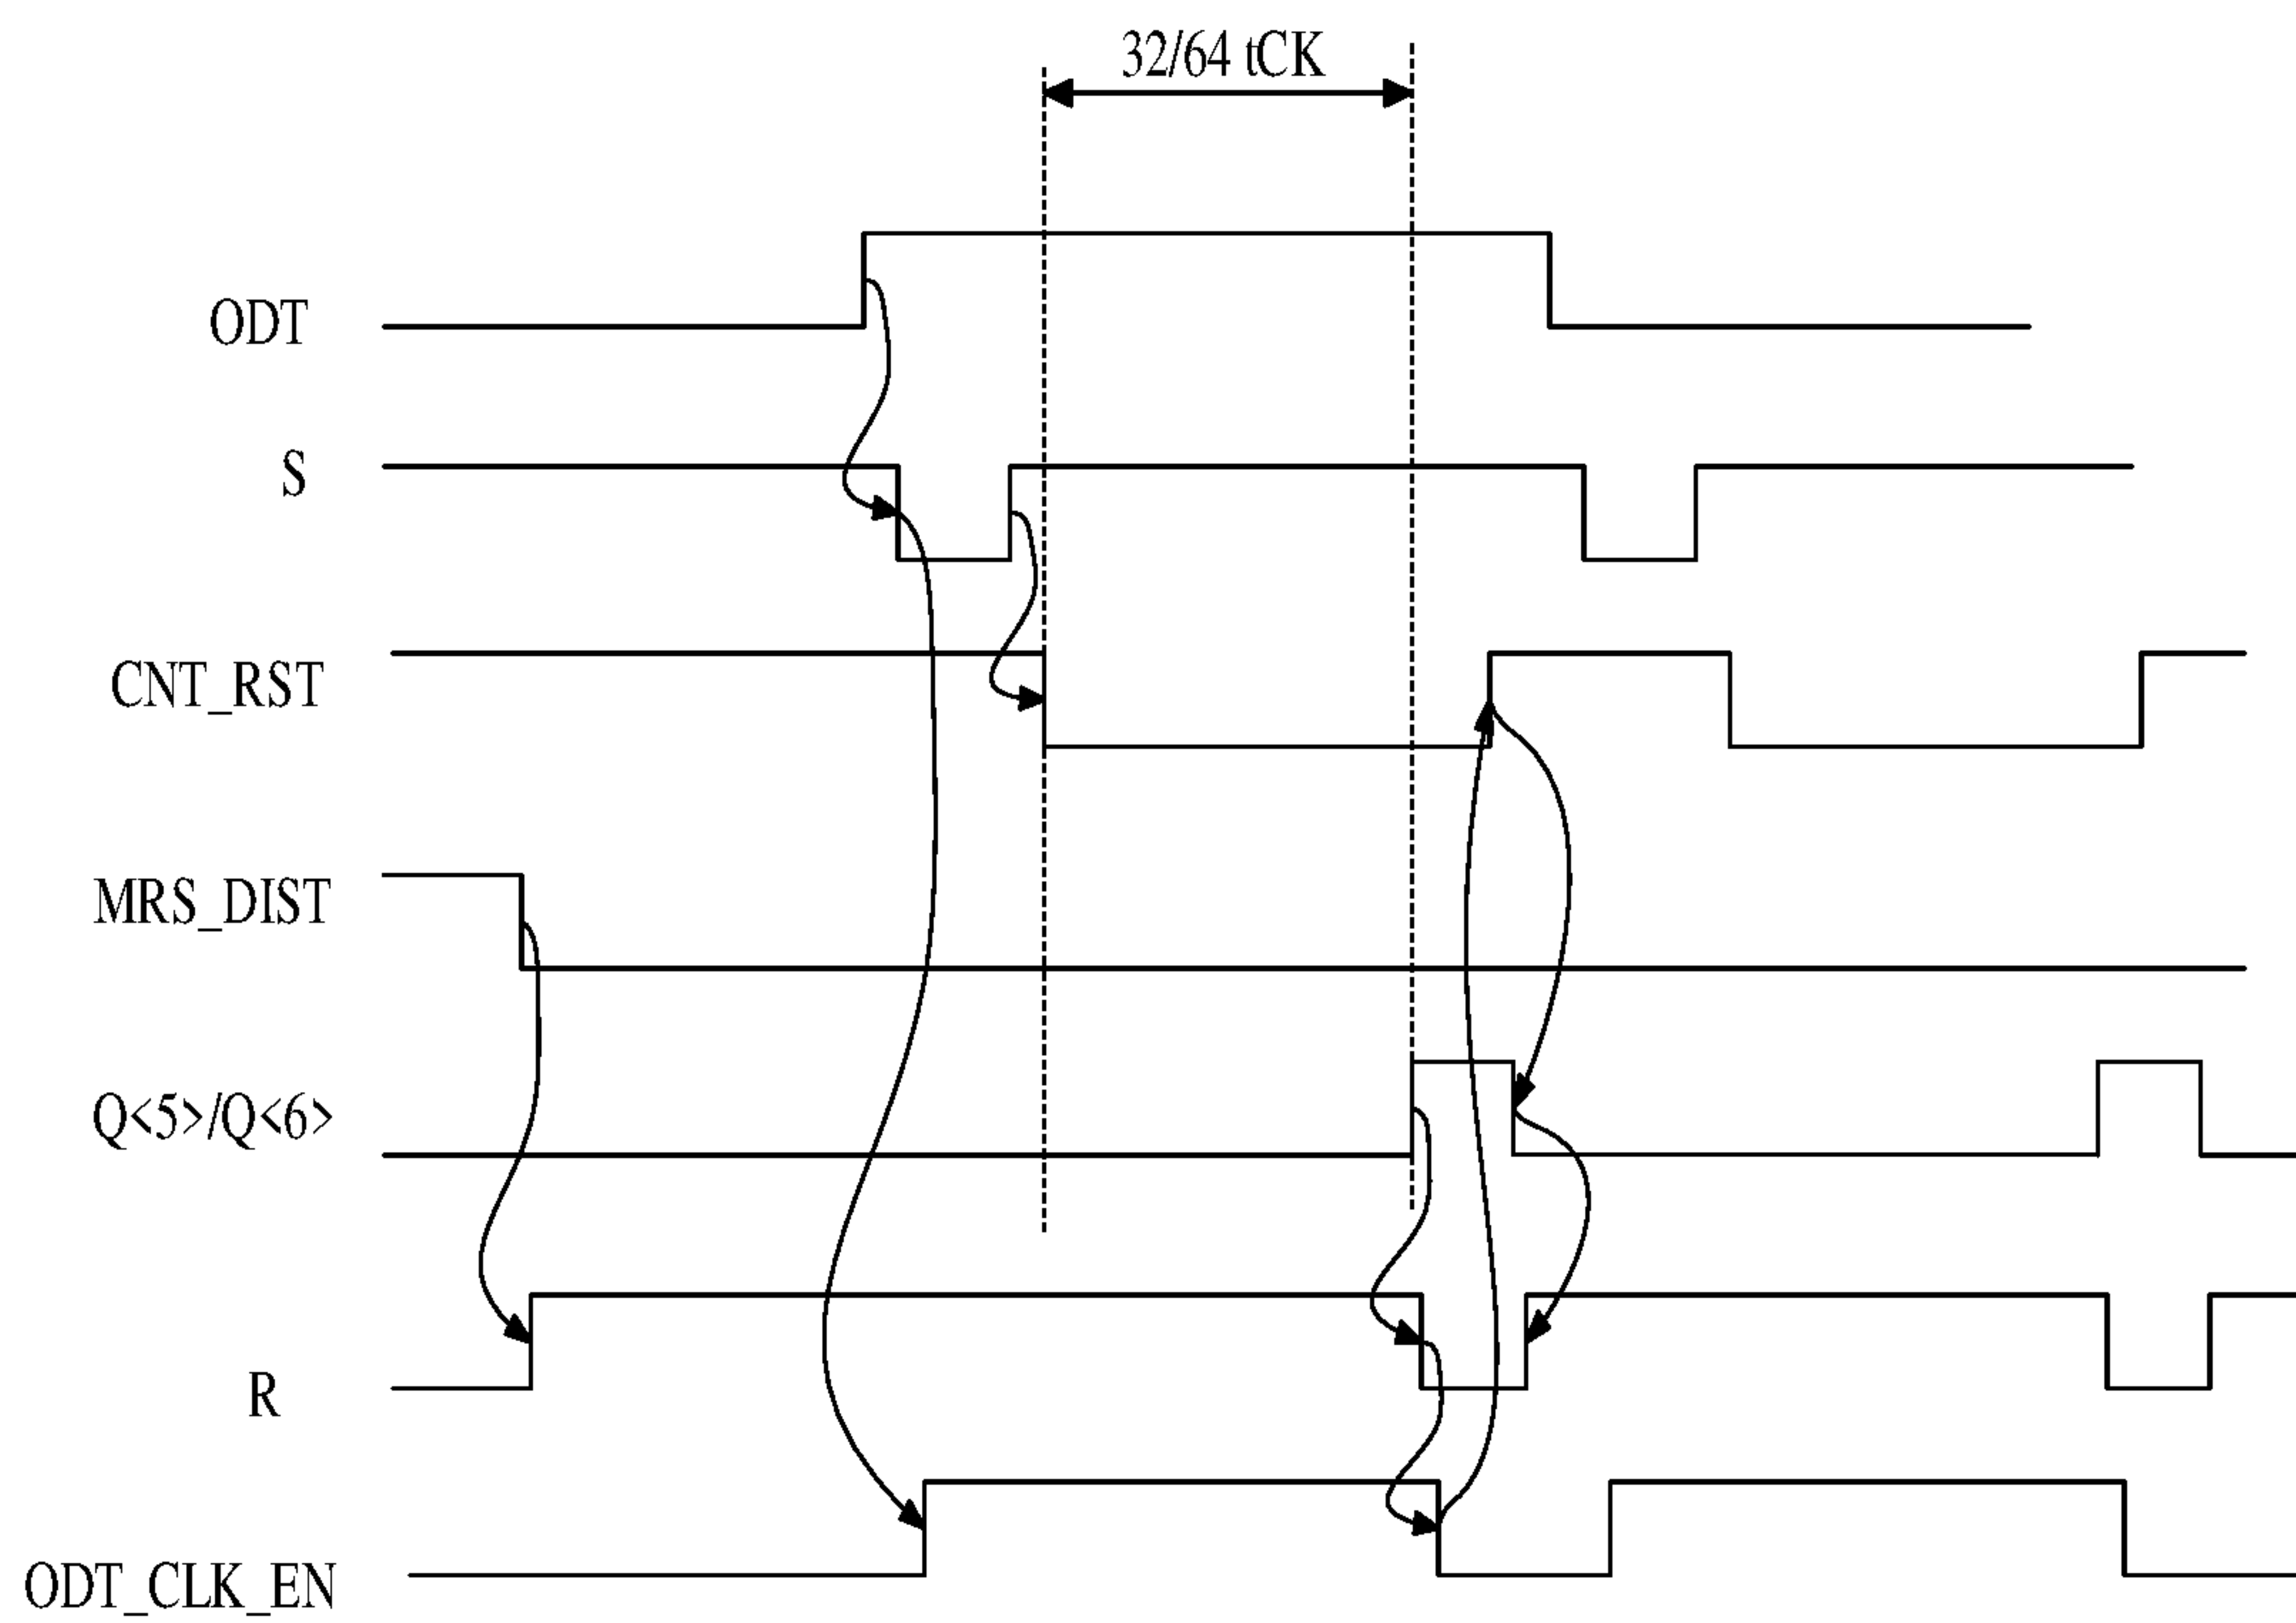 32/64 tCK
ODT
S
CNT_RST
MRS_DIST
Q<5>/Q<6>
R
ODT_CLK_EN